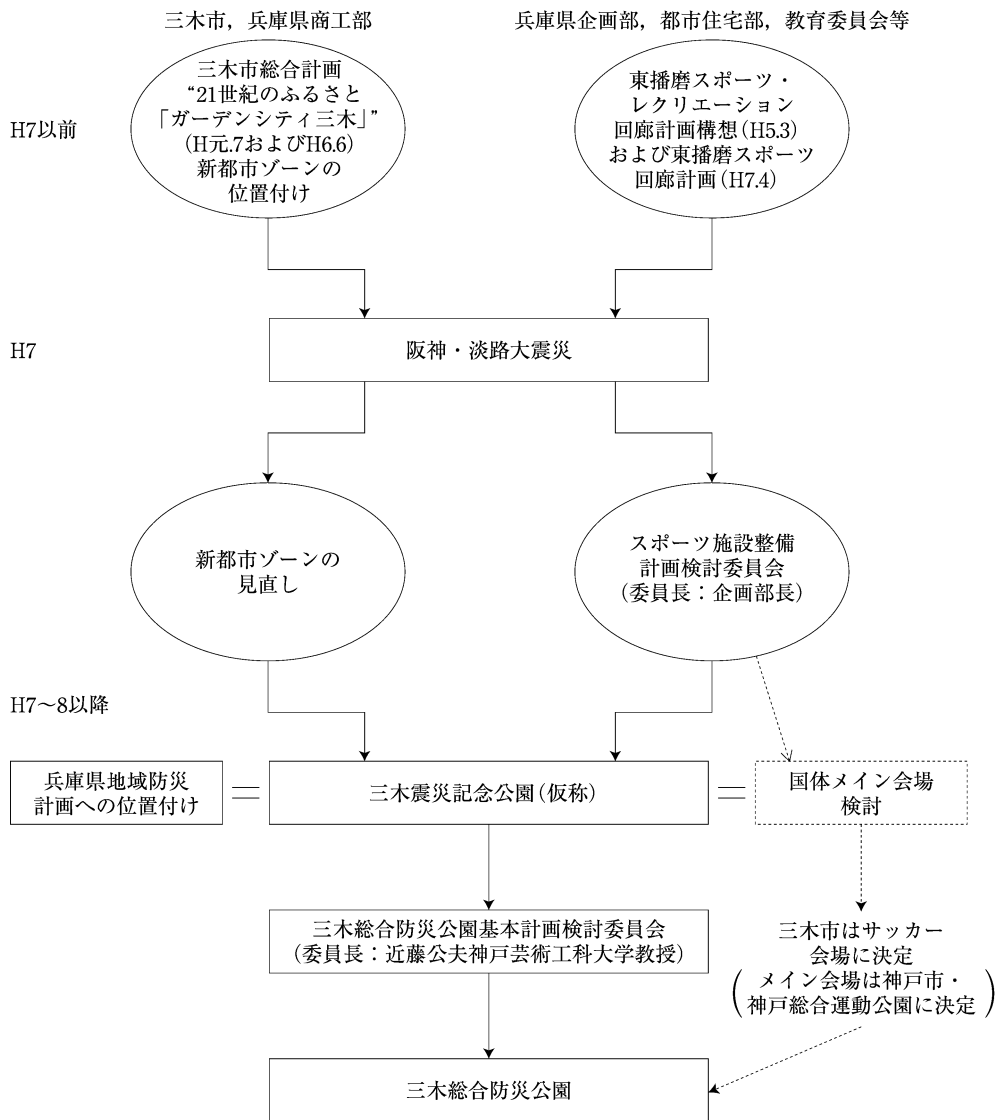 三木市，兵庫県商工部
兵庫県企画部，都市住宅部，教育委員会等
H7以前
三木市総合計画
“21世紀のふるさと
「ガーデンシティ三木」”
（H元.7およびH6.6）
新都市ゾーンの
位置付け
東播磨スポーツ・
レクリエーション
回廊計画構想（H5.3）
および東播磨スポーツ
回廊計画（H7.4）
H7
阪神・淡路大震災
新都市ゾーンの
見直し
スポーツ施設整備
計画検討委員会
（委員長：企画部長）
H7～8以降
兵庫県地域防災
計画への位置付け
三木震災記念公園（仮称）
国体メイン会場
検討
三木総合防災公園基本計画検討委員会
（委員長：近藤公夫神戸芸術工科大学教授）
三木市はサッカー
会場に決定
（メイン会場は神戸市・
神戸総合運動公園に決定）
三木総合防災公園